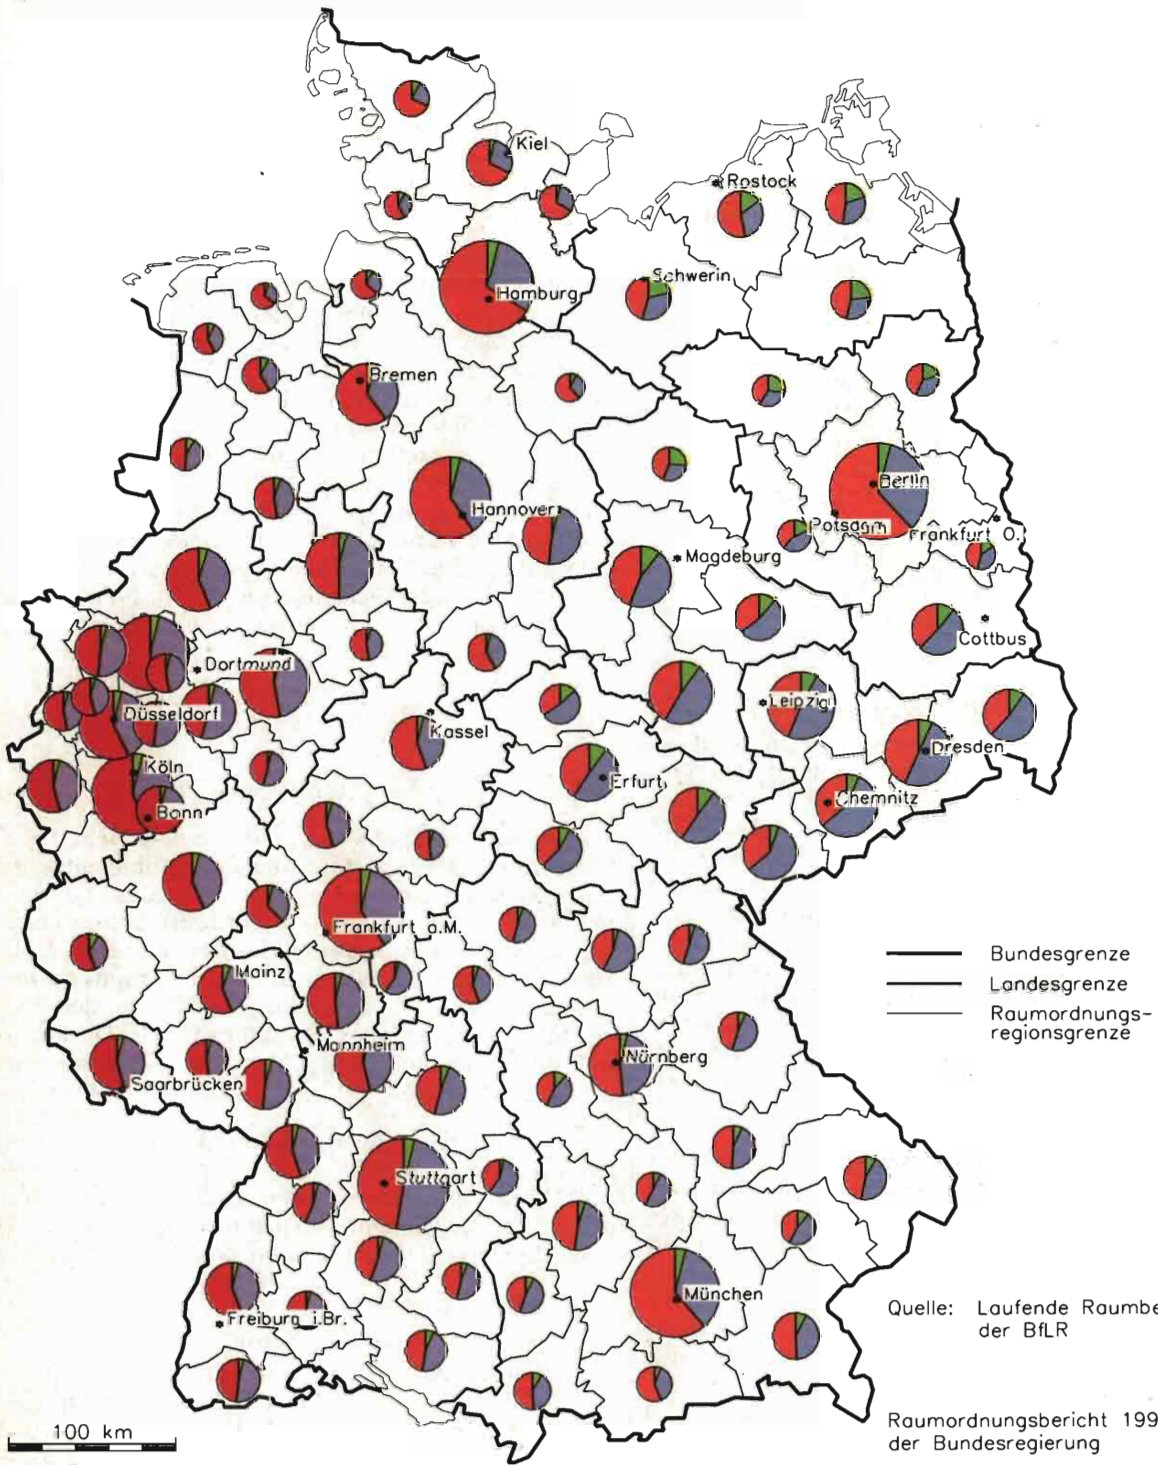 Kiel
Rostock
Schwerin
Hamburg
Bremen
Berlin
Hannover
Potsdam
Frankfurt O.
Magdeburg
Cottbus
Dortmund
Leipzig
Düsseldorf
Kassel
Dresden
Köln
Erfurt
Chemnitz
Bonn
Frankfurt a.M.
Mainz
Bundesgrenze
Landesgrenze
Raumordnungs-
regionsgrenze
Mannheim
Nürnberg
Saarbrücken
Stuttgart
München
Freiburg i.Br.
Quelle: Laufende Raumbe
der BfLR
100 km
Raumordnungsbericht 199
der Bundesregierung